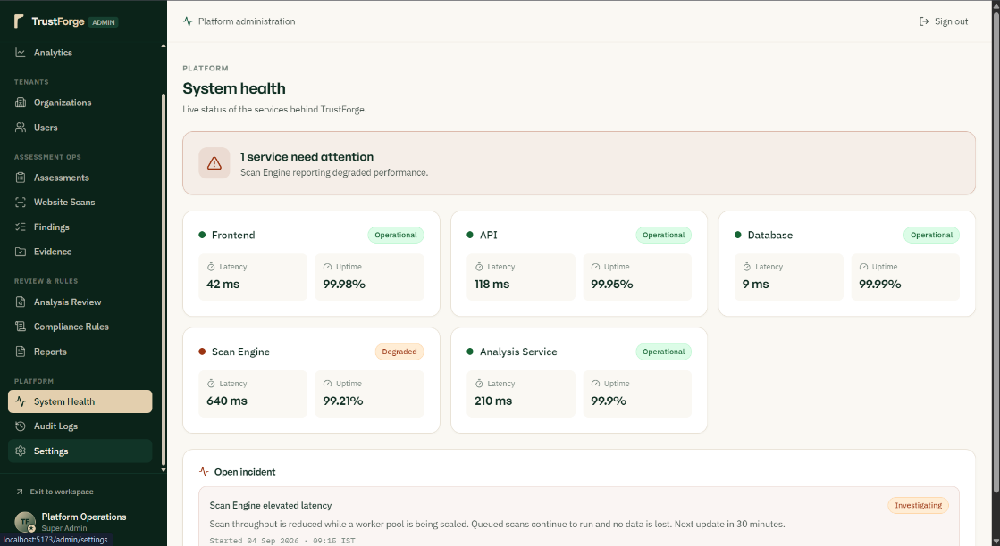 TrustForge ADMIN
Analytics
TENANTS
Organizations
Users
ASSESSMENT OPS
Assessments
Website Scans
Findings
Evidence
REVIEW & RULES
Analysis Review
Compliance Rules
Reports
PLATFORM
System Health
Audit Logs
Settings
Exit to workspace
TF
Platform Operations
Super Admin
localhost:5173/admin/settings
Platform administration
Sign out
PLATFORM
System health
Live status of the services behind TrustForge.
1 service need attention
Scan Engine reporting degraded performance.
Frontend Operational
Latency Uptime
42 ms 99.98%
API Operational
Latency Uptime
118 ms 99.95%
Database Operational
Latency Uptime
9 ms 99.99%
Scan Engine Degraded
Latency Uptime
640 ms 99.21%
Analysis Service Operational
Latency Uptime
210 ms 99.9%
Open incident
Scan Engine elevated latency Investigating
Scan throughput is reduced while a worker pool is being scaled. Queued scans continue to run and no data is lost. Next update in 30 minutes.
Started 04 Sep 2026 · 09:15 IST